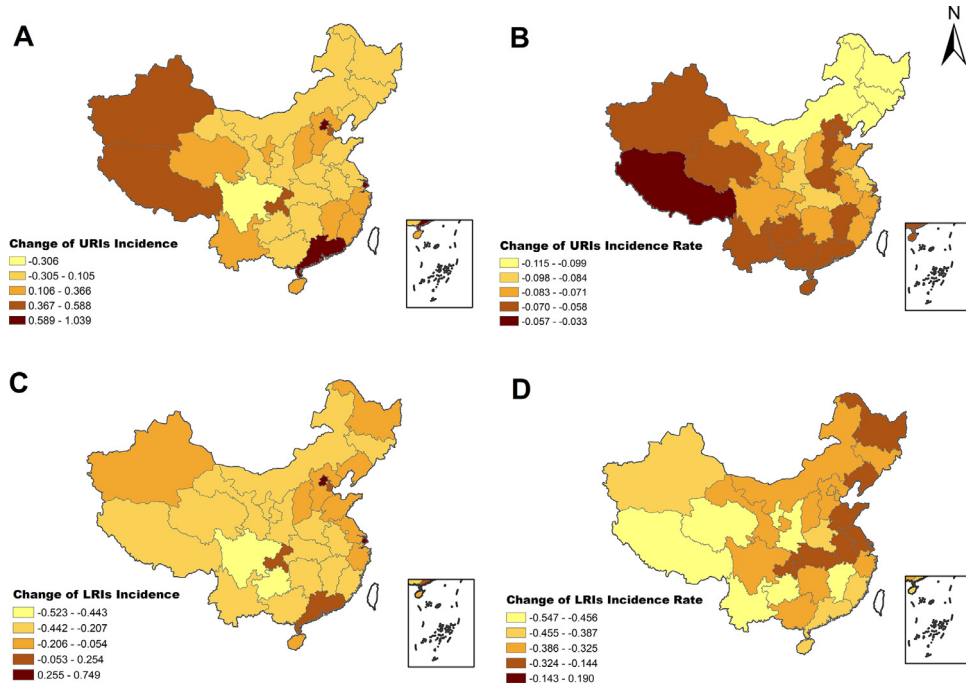 A
B
N
Change of URIs Incidence
-0.306
-0.305 - 0.105
0.106 - 0.366
0.367 - 0.588
0.589 - 1.039
Change of URIs Incidence Rate
-0.115 - -0.099
-0.098 - -0.084
-0.083 - -0.071
-0.070 - -0.058
-0.057 - -0.033
C
D
Change of LRIs Incidence
-0.523 - -0.443
-0.442 - -0.207
-0.206 - -0.054
-0.053 - 0.254
0.255 - 0.749
Change of LRIs Incidence Rate
-0.547 - -0.456
-0.455 - -0.387
-0.386 - -0.325
-0.324 - -0.144
-0.143 - 0.190